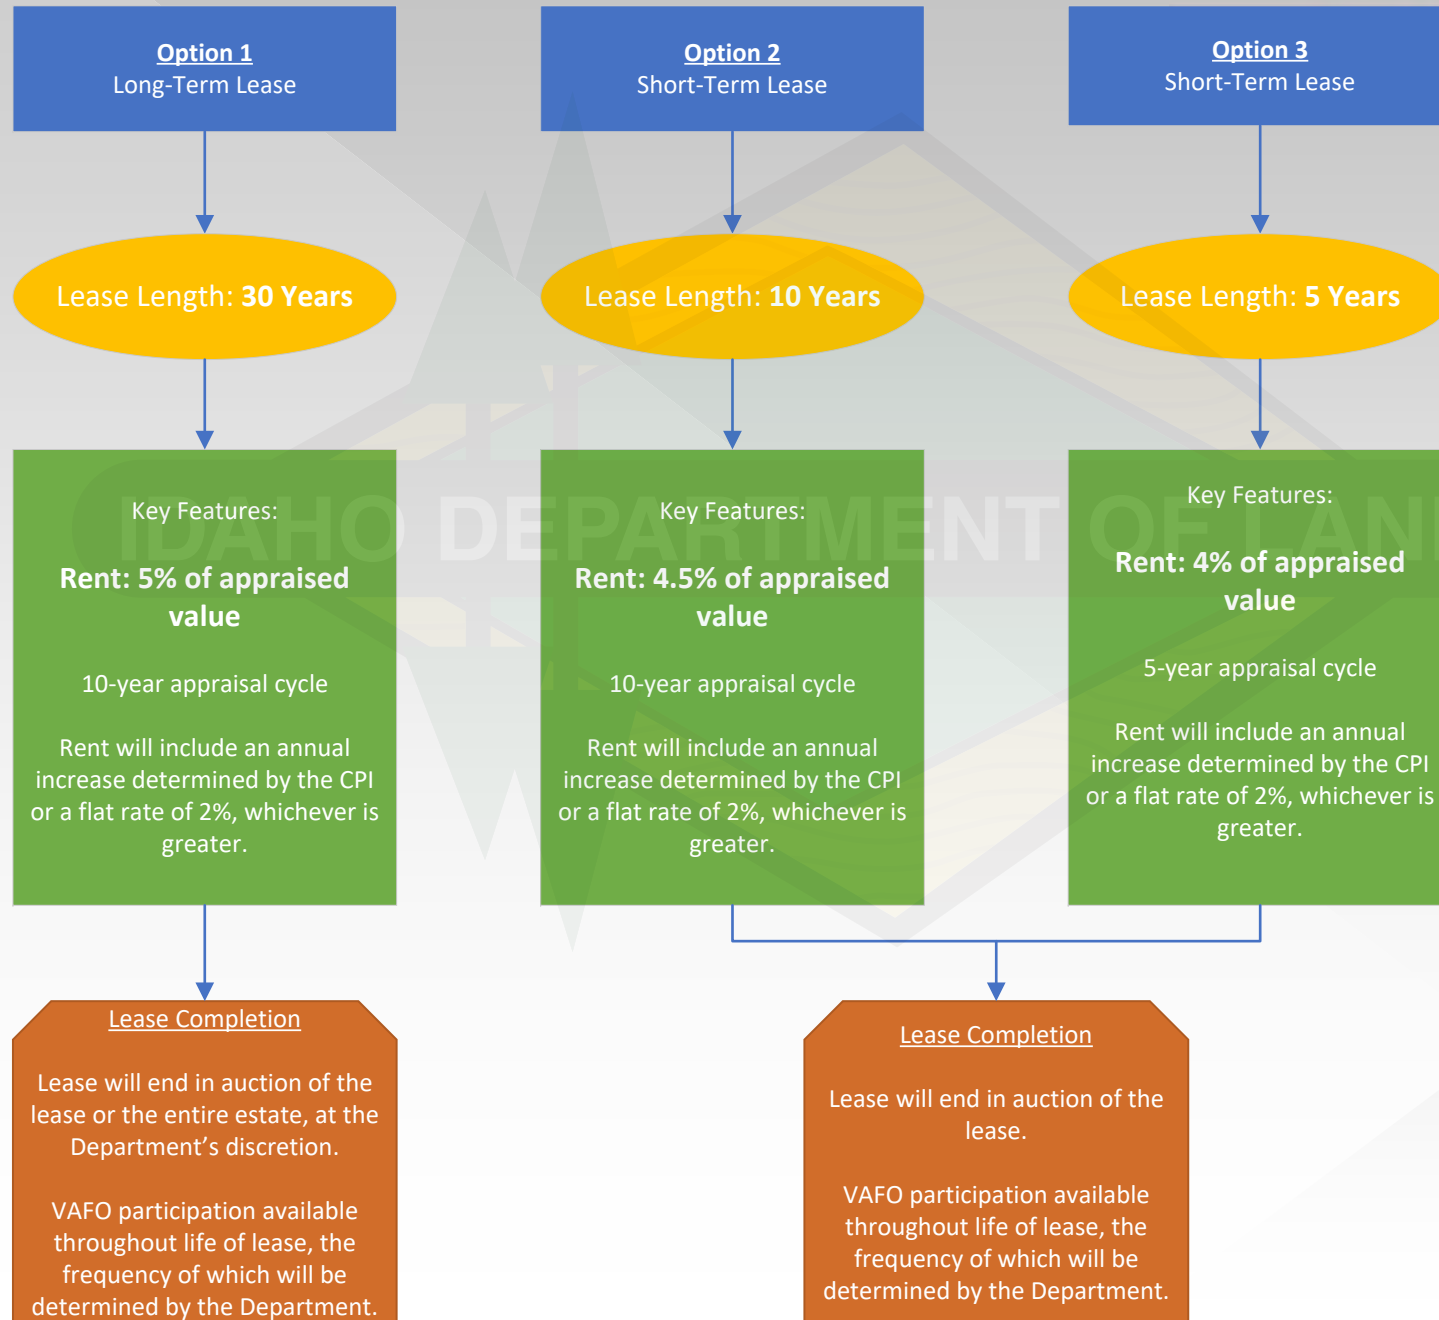 Option 1
Long-Term Lease
Option 2
Short-Term Lease
Option 3
Short-Term Lease
Lease Length: 30 Years
Lease Length: 10 Years
Lease Length: 5 Years
IDAHO DEPARTMENT OF LAN
Key Features:
Rent: 5% of appraised
value
10-year appraisal cycle
Rent will include an annual
increase determined by the CPI
or a flat rate of 2%, whichever is
greater.
Key Features:
Rent: 4.5% of appraised
value
10-year appraisal cycle
Rent will include an annual
increase determined by the CPI
or a flat rate of 2%, whichever is
greater.
Key Features:
Rent: 4% of appraised
value
5-year appraisal cycle
Rent will include an annual
increase determined by the CPI
or a flat rate of 2%, whichever is
greater.
Lease Completion
Lease will end in auction of the
lease or the entire estate, at the
Department’s discretion.
VAFO participation available
throughout life of lease, the
frequency of which will be
determined by the Department.
Lease Completion
Lease will end in auction of the
lease.
VAFO participation available
throughout life of lease, the
frequency of which will be
determined by the Department.